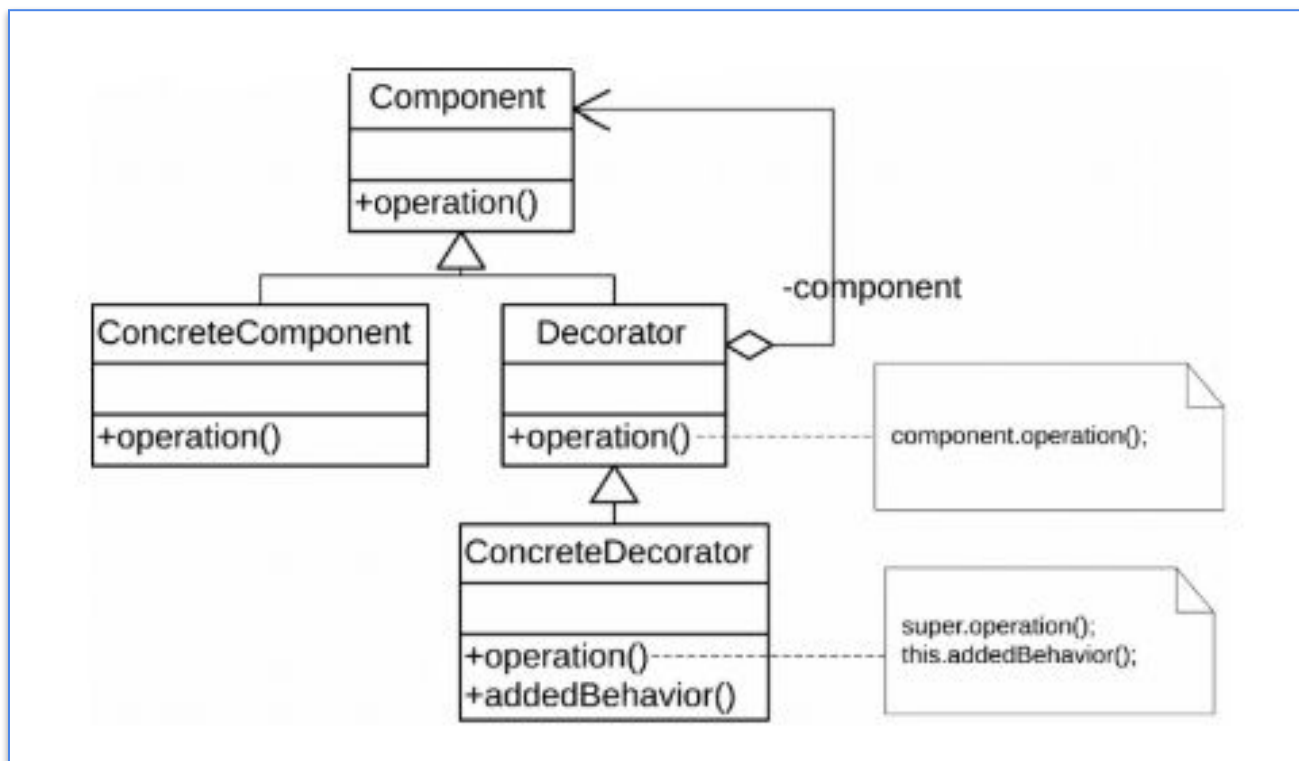 Component
+operation()
-component
ConcreteComponent
+operation()
Decorator
+operation()
component.operation();
ConcreteDecorator
+operation()
+addedBehavior()
super.operation();
this.addedBehavior();